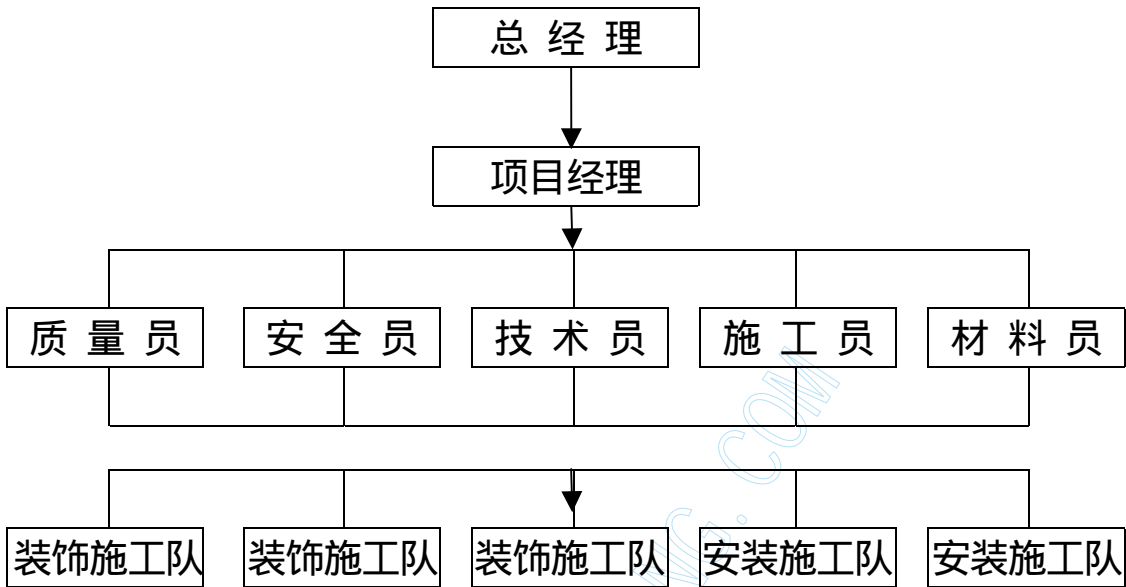 总 经 理
项目经理
质 量 员 安 全 员 技 术 员 施 工 员 材 料 员
装饰施工队 装饰施工队 装饰施工队 安装施工队 安装施工队
NG.COM